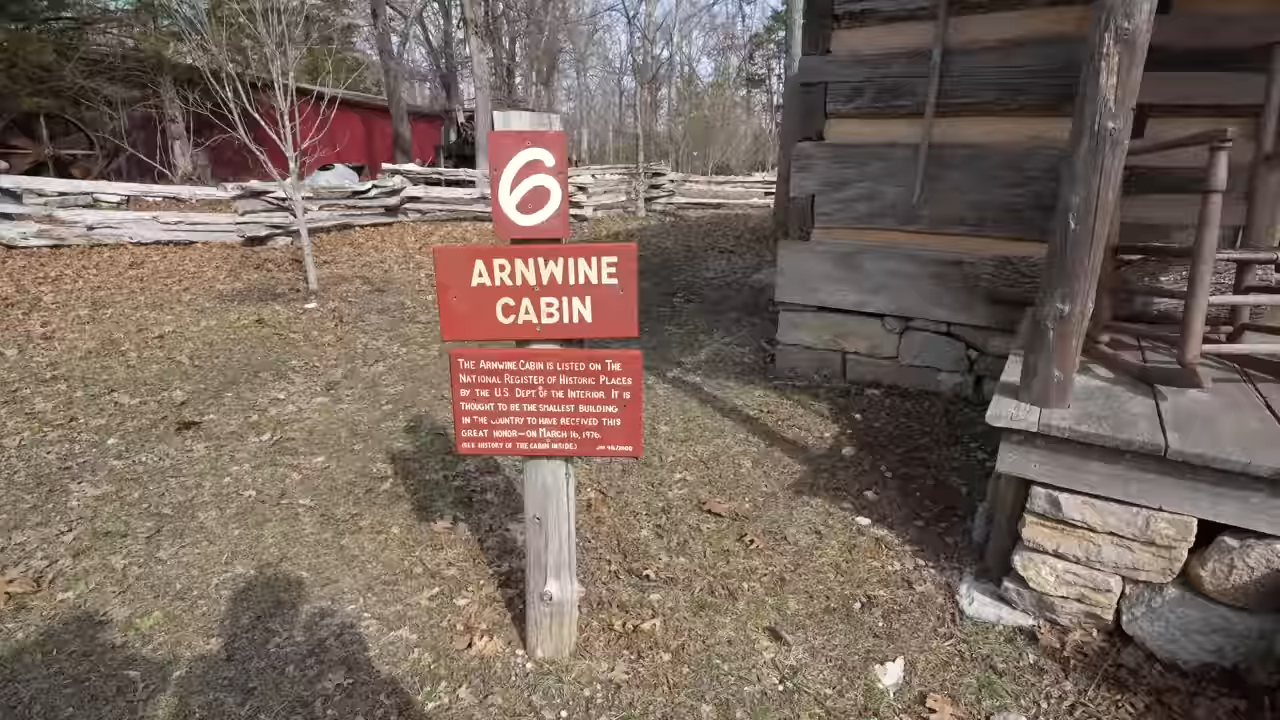 6
ARNWINE
CABIN
THE ARNWINE CABIN IS LISTED ON THE
NATIONAL REGISTER OF HISTORIC PLACES
BY THE U.S. DEPT. OF THE INTERIOR. IT IS
THOUGHT TO BE THE SMALLEST BUILDING
IN THE COUNTRY TO HAVE RECEIVED THIS
GREAT HONOR—ON MARCH 16, 1976.
(SEE HISTORY OF THE CABIN INSIDE)